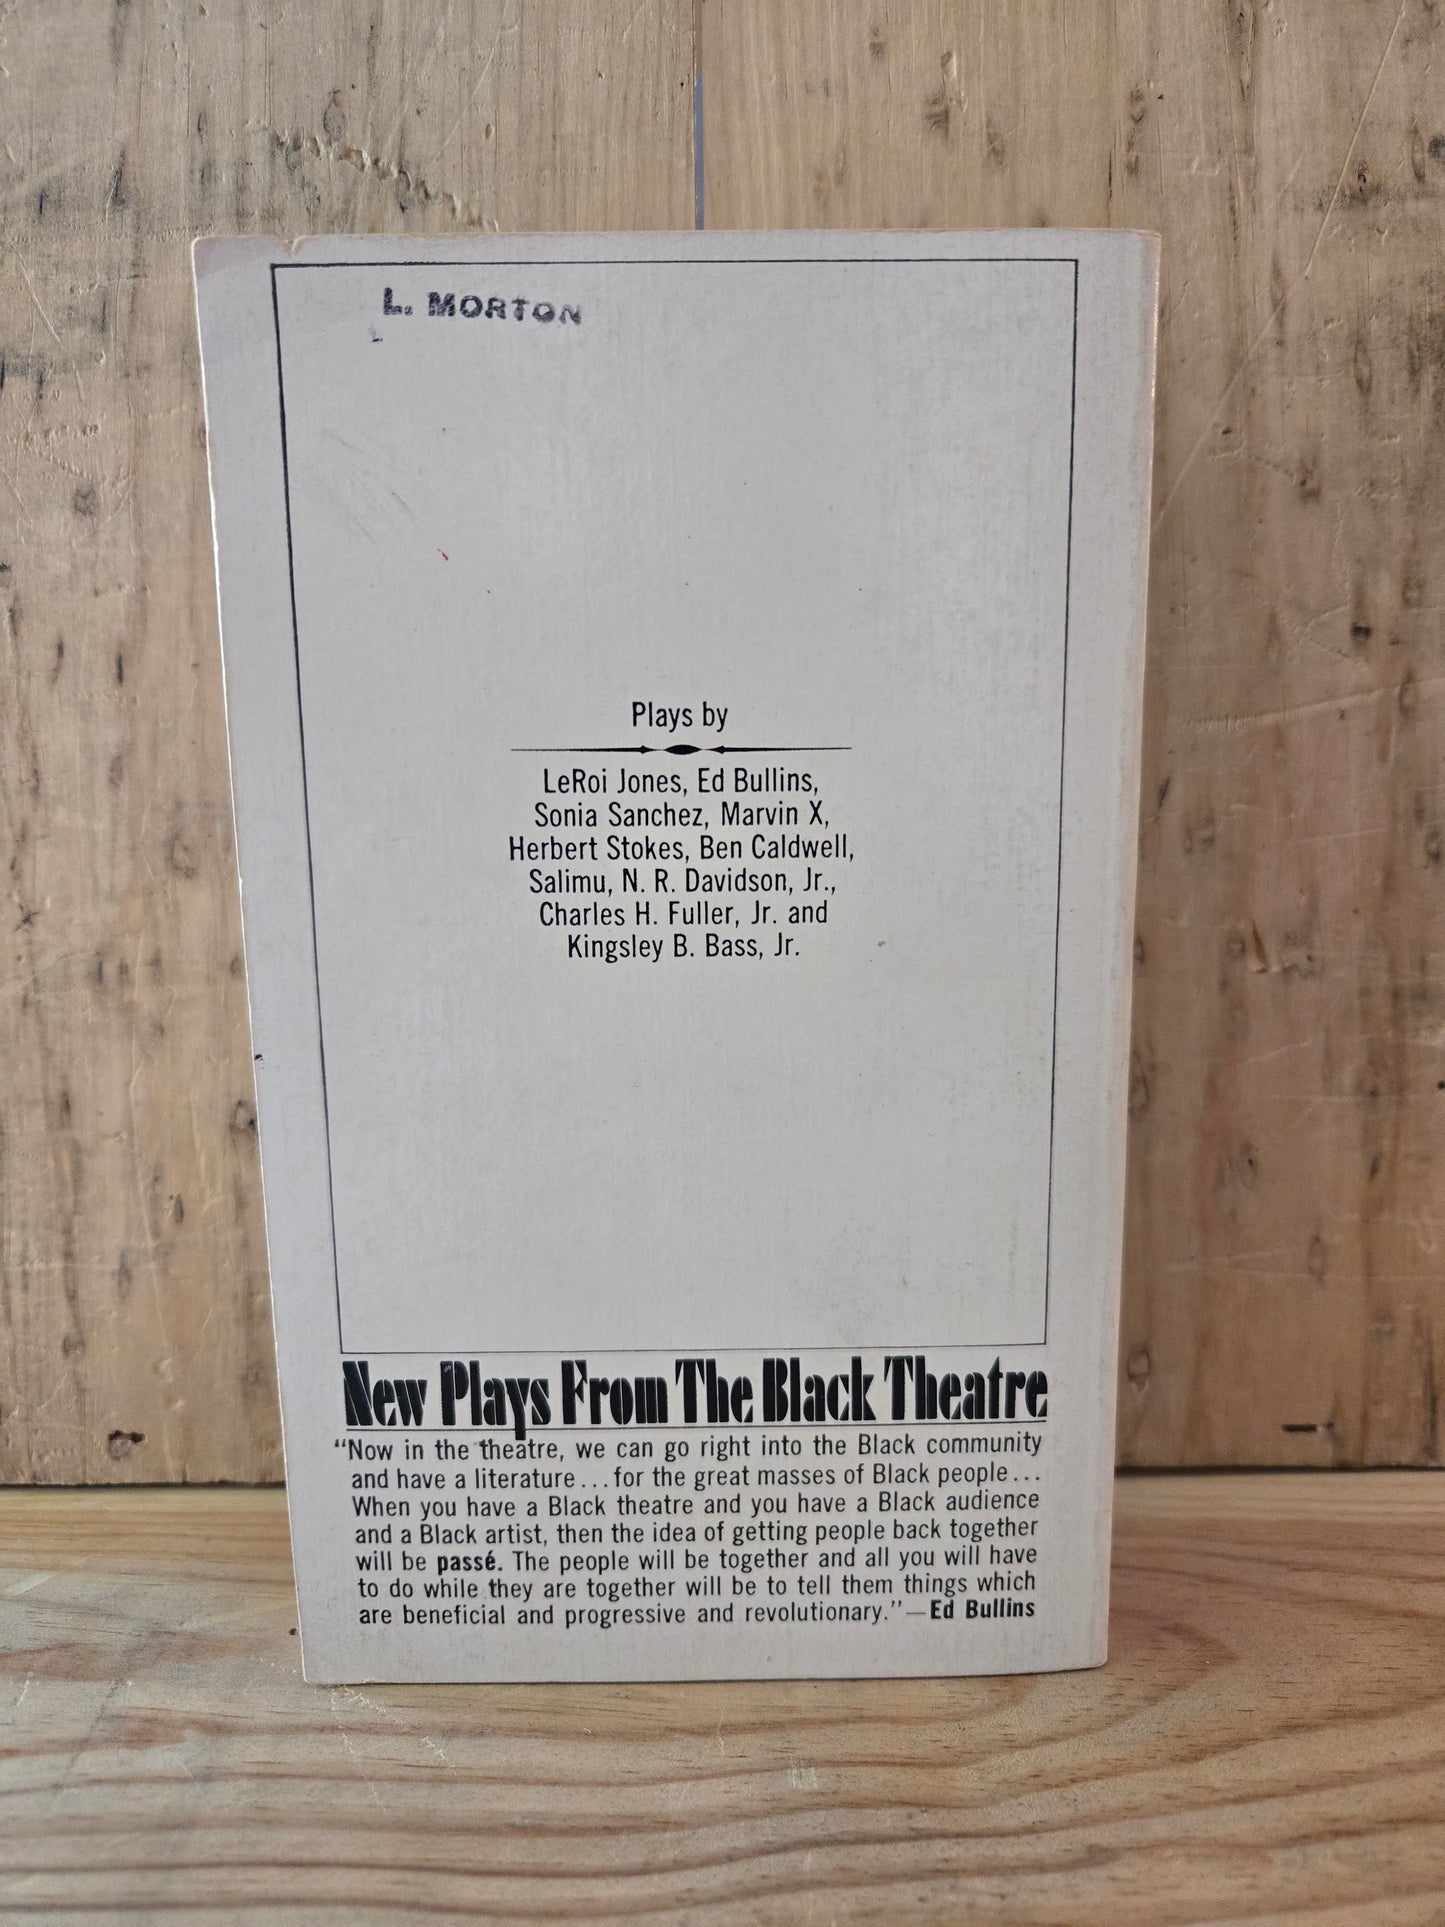 L. MORTON
Plays by
LeRoi Jones, Ed Bullins,
Sonia Sanchez, Marvin X,
Herbert Stokes, Ben Caldwell,
Salimu, N. R. Davidson, Jr.,
Charles H. Fuller, Jr. and
Kingsley B. Bass, Jr.
New Plays From The Black Theatre
“Now in the theatre, we can go right into the Black community
and have a literature...for the great masses of Black people...
When you have a Black theatre and you have a Black audience
and a Black artist, then the idea of getting people back together
will be passé. The people will be together and all you will have
to do while they are together will be to tell them things which
are beneficial and progressive and revolutionary.”—Ed Bullins